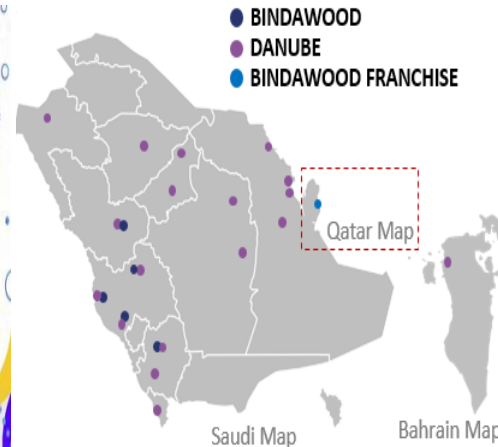 BINDAWOOD
DANUBE
BINDAWOOD FRANCHISE
Qatar Map
Saudi Map
Bahrain Map